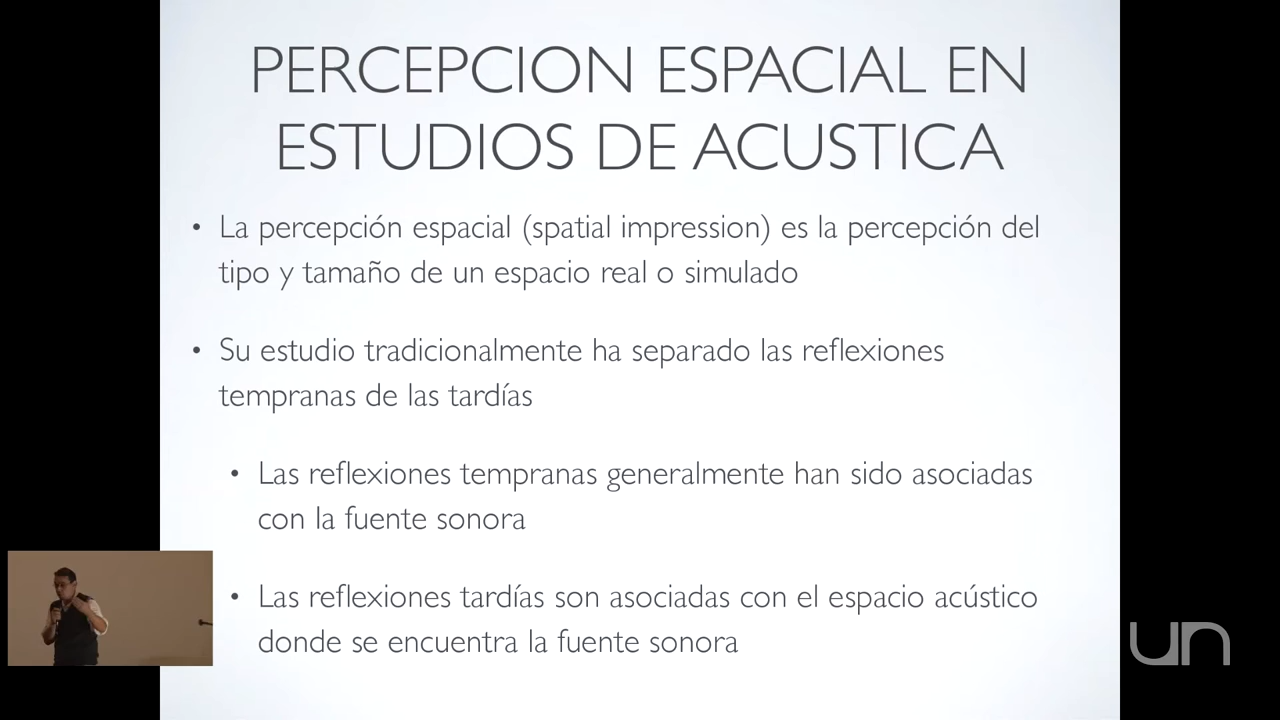 PERCEPCION ESPACIAL EN
ESTUDIOS DE ACUSTICA
• La percepción espacial (spatial impression) es la percepción del
tipo y tamaño de un espacio real o simulado
• Su estudio tradicionalmente ha separado las reflexiones
tempranas de las tardías
• Las reflexiones tempranas generalmente han sido asociadas
con la fuente sonora
• Las reflexiones tardías son asociadas con el espacio acústico
donde se encuentra la fuente sonora
un